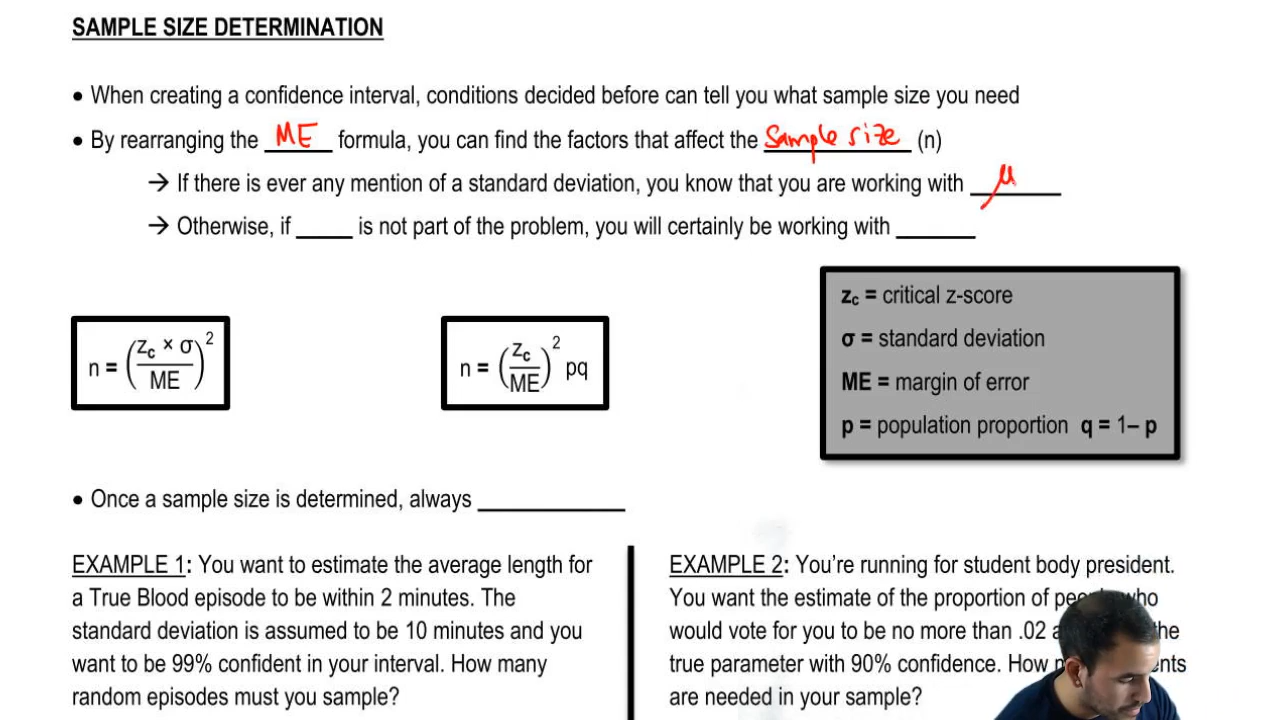 SAMPLE SIZE DETERMINATION
• When creating a confidence interval, conditions decided before can tell you what sample size you need
• By rearranging the ME formula, you can find the factors that affect the Sample size (n)
→ If there is ever any mention of a standard deviation, you know that you are working with μ
→ Otherwise, if _____ is not part of the problem, you will certainly be working with _______
n = (zc × σ / ME)²
n = (zc / ME)² pq
zc = critical z-score
σ = standard deviation
ME = margin of error
p = population proportion q = 1– p
• Once a sample size is determined, always _____________
EXAMPLE 1: You want to estimate the average length for
a True Blood episode to be within 2 minutes. The
standard deviation is assumed to be 10 minutes and you
want to be 99% confident in your interval. How many
random episodes must you sample?
EXAMPLE 2: You're running for student body president.
You want the estimate of the proportion of who
would vote for you to be no more than .02 the
true parameter with 90% confidence. How
are needed in your sample?